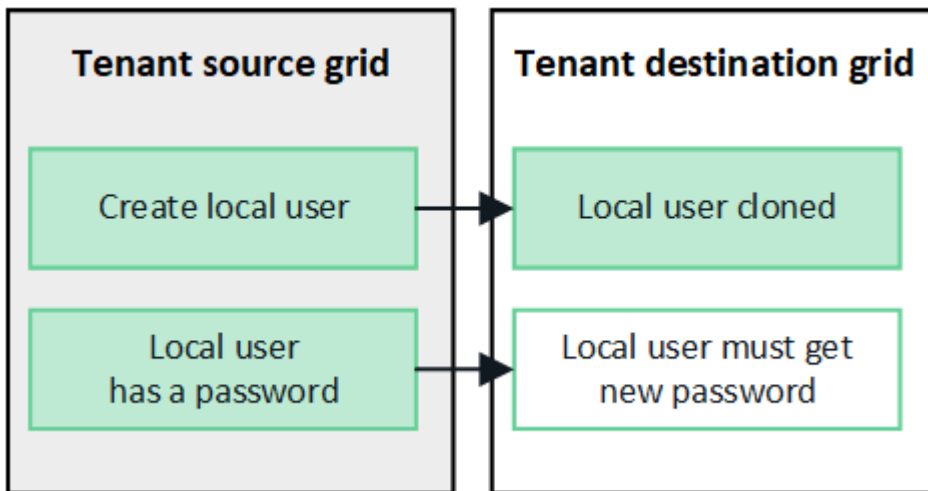 Tenant source grid
Tenant destination grid
Create local user
Local user cloned
Local user
has a password
Local user must get
new password